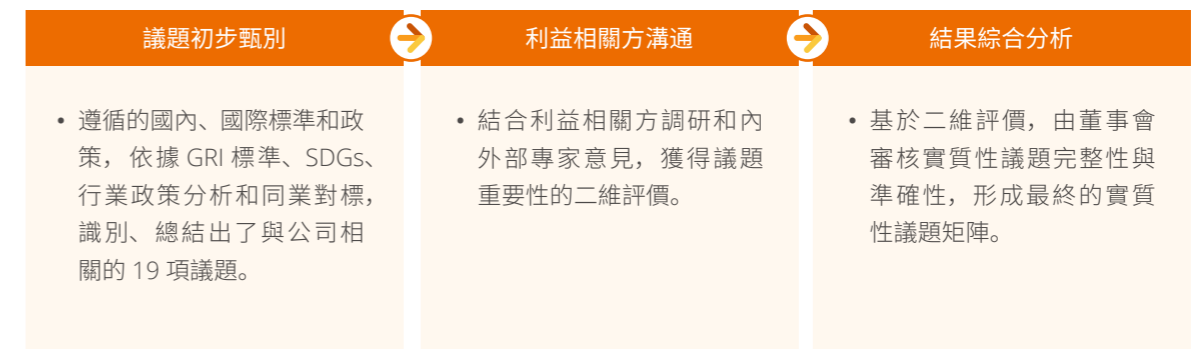 議題初步甄別
• 遵循的國內、國際標準和政
策，依據 GRI 標準、SDGs、
行業政策分析和同業對標，
識別、總結出了與公司相
關的 19 項議題。
利益相關方溝通
• 結合利益相關方調研和內
外部專家意見，獲得議題
重要性的二維評價。
結果綜合分析
• 基於二維評價，由董事會
審核實質性議題完整性與
準確性，形成最終的實質
性議題矩陣。